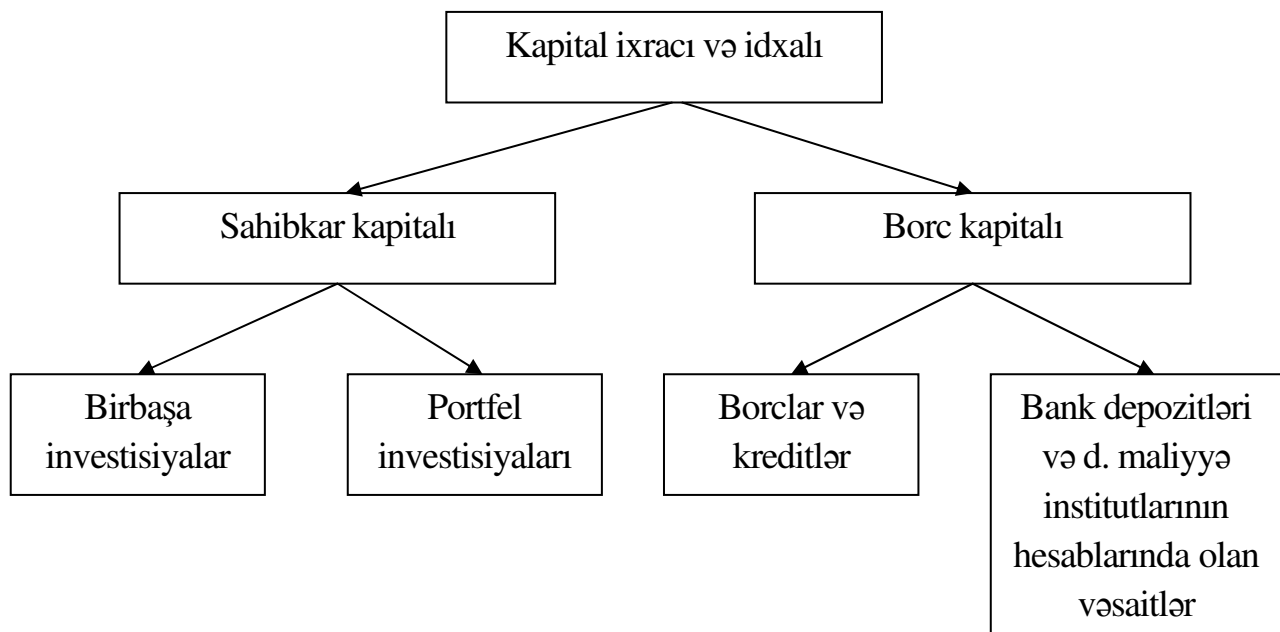 Kapital ixracı və idxalı
Sahibkar kapitalı
Borc kapitalı
Birbaşa
investisiyalar
Portfel
investisiyaları
Borclar və
kreditlər
Bank depozitləri
və d. maliyyə
institutlarının
hesablarında olan
vəsaitlər